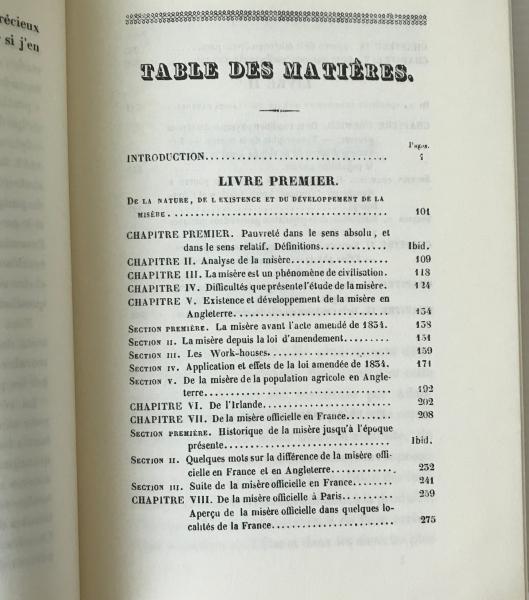 récieux
si j'en
TABLE DES MATIÈRES.
Pages.
INTRODUCTION. . . . . . . . . . . . . . . . . . . . . . . . . . . . . . . . . . 
LIVRE PREMIER.
DE LA NATURE, DE L EXISTENCE ET DU DÉVELOPPEMENT DE LA
MISÈRE . . . . . . . . . . . . . . . . . . . . . . . . . . . . . . . . . . . . . . . . 101
CHAPITRE PREMIER. Pauvreté dans le sens absolu, et
dans le sens relatif. Définitions. . . . . . . . . . . . . Ibid.
CHAPITRE II. Analyse de la misère. . . . . . . . . . . . . . . . . . 109
CHAPITRE III. La misère est un phénomène de civilisation. 118
CHAPITRE IV. Difficultés que présente l'étude de la misère. 124
CHAPITRE V. Existence et développement de la misère en
Angleterre. . . . . . . . . . . . . . . . . . . . . . . . . . . . 134
SECTION PREMIÈRE. La misère avant l'acte amendé de 1834. 138
SECTION II. La misère depuis la loi d'amendement. . . . . . . . 151
SECTION III. Les Work-houses. . . . . . . . . . . . . . . . . . . . . . . 159
SECTION IV. Application et effets de la loi amendée de 1834. 171
SECTION V. De la misère de la population agricole en Angle-
terre. . . . . . . . . . . . . . . . . . . . . . . . . . . . . . . . . 192
CHAPITRE VI. De l'Irlande. . . . . . . . . . . . . . . . . . . . . . . 202
CHAPITRE VII. De la misère officielle en France. . . . . . . . . 208
SECTION PREMIÈRE. Historique de la misère jusqu'à l'époque
présente. . . . . . . . . . . . . . . . . . . . . . . . . . . . . . Ibid.
SECTION II. Quelques mots sur la différence de la misère offi-
cielle en France et en Angleterre. . . . . . . . . . . . 232
SECTION III. Suite de la misère officielle en France. . . . . . . . 241
CHAPITRE VIII. De la misère officielle à Paris. . . . . . . . . . 259
Aperçu de la misère officielle dans quelques lo-
calités de la France. . . . . . . . . . . . . . . . . . . . . . 275